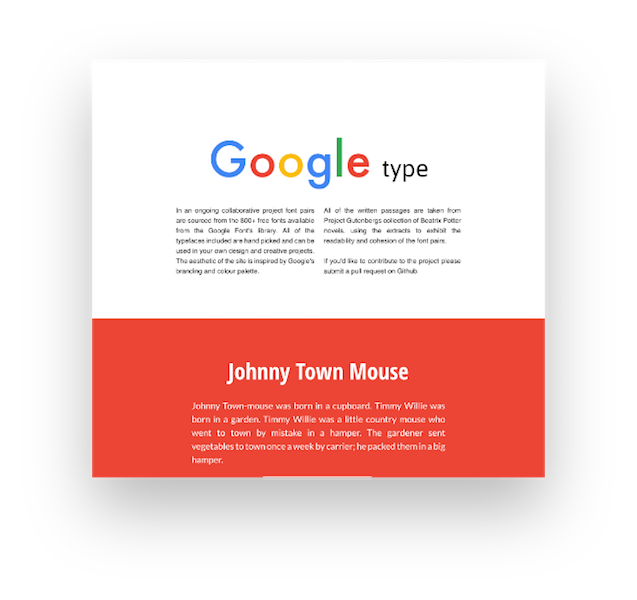 Google type
In an ongoing collaborative project font pairs
are sourced from the 800+ free fonts available
from the Google Font's library. All of the
typefaces included are hand picked and can be
used in your own design and creative projects.
The aesthetic of the site is inspired by Google's
branding and colour palette.
All of the written passages are taken from
Project Gutenbergs collection of Beatrix Potter
novels, using the extracts to exhibit the
readability and cohesion of the font pairs.
If you'd like to contribute to the project please
submit a pull request on Github.
Johnny Town Mouse
Johnny Town-mouse was born in a cupboard. Timmy Willie was
born in a garden. Timmy Willie was a little country mouse who
went to town by mistake in a hamper. The gardener sent
vegetables to town once a week by carrier; he packed them in a big
hamper.